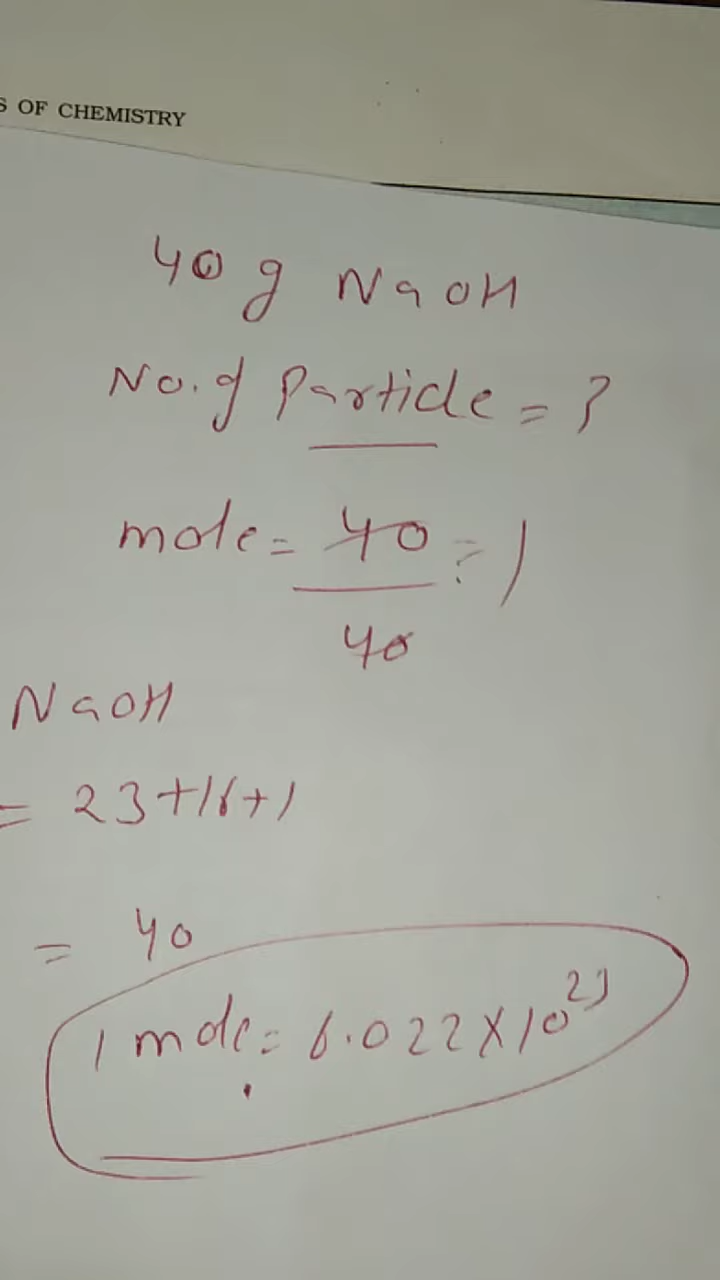 S OF CHEMISTRY
40 g NaOH
No. of Particle = ?
mole = 40 = 1
40
NaOH
= 23+16+1
= 40
1 mole = 6.022 X 10^23